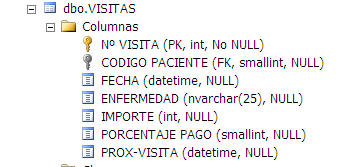 dbo.VISITAS
Columnas
Nº VISITA (PK, int, No NULL)
CODIGO PACIENTE (FK, smallint, NULL)
FECHA (datetime, NULL)
ENFERMEDAD (nvarchar(25), NULL)
IMPORTE (int, NULL)
PORCENTAJE PAGO (smallint, NULL)
PROX-VISITA (datetime, NULL)